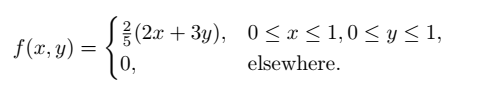 f(x, y) = { 2/5(2x + 3y), 0 ≤ x ≤ 1, 0 ≤ y ≤ 1,
0, elsewhere.